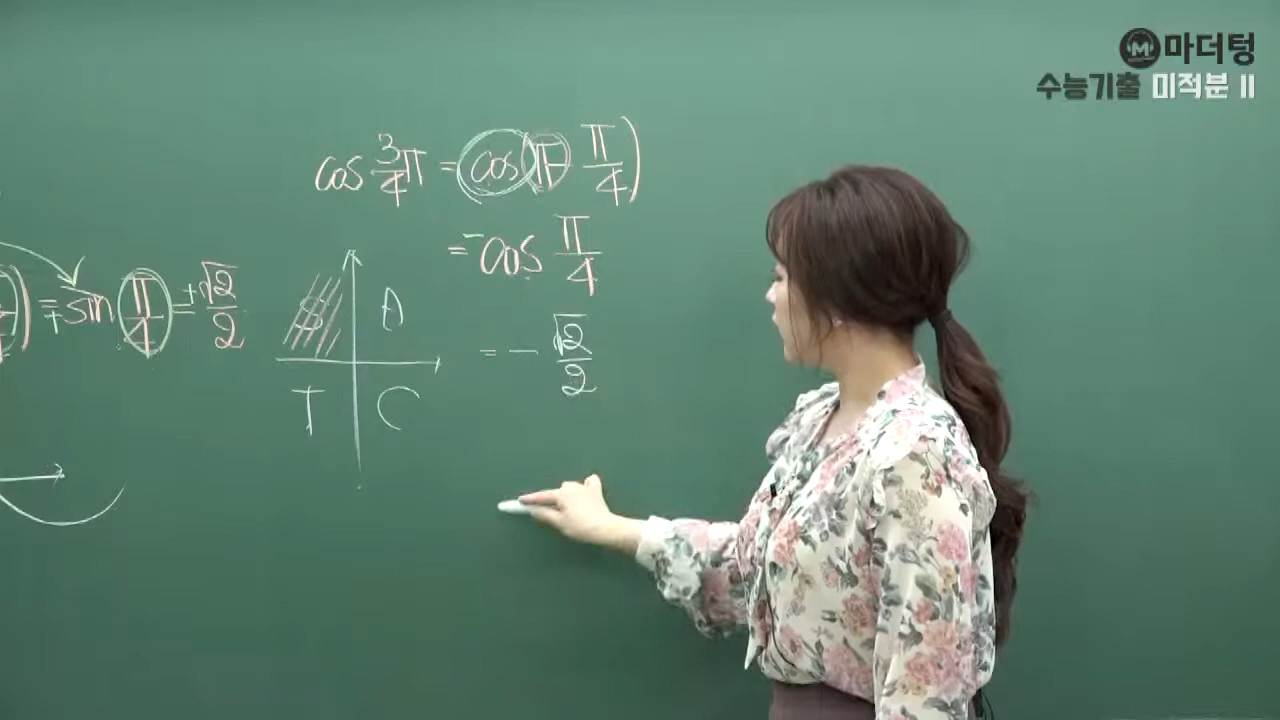 마더텅
수능기출 미적분 II
cos 3/4 π = cos(π - π/4)
= -cos π/4
= - √2/2
) = sin π/4 = + √2/2
S A
T C